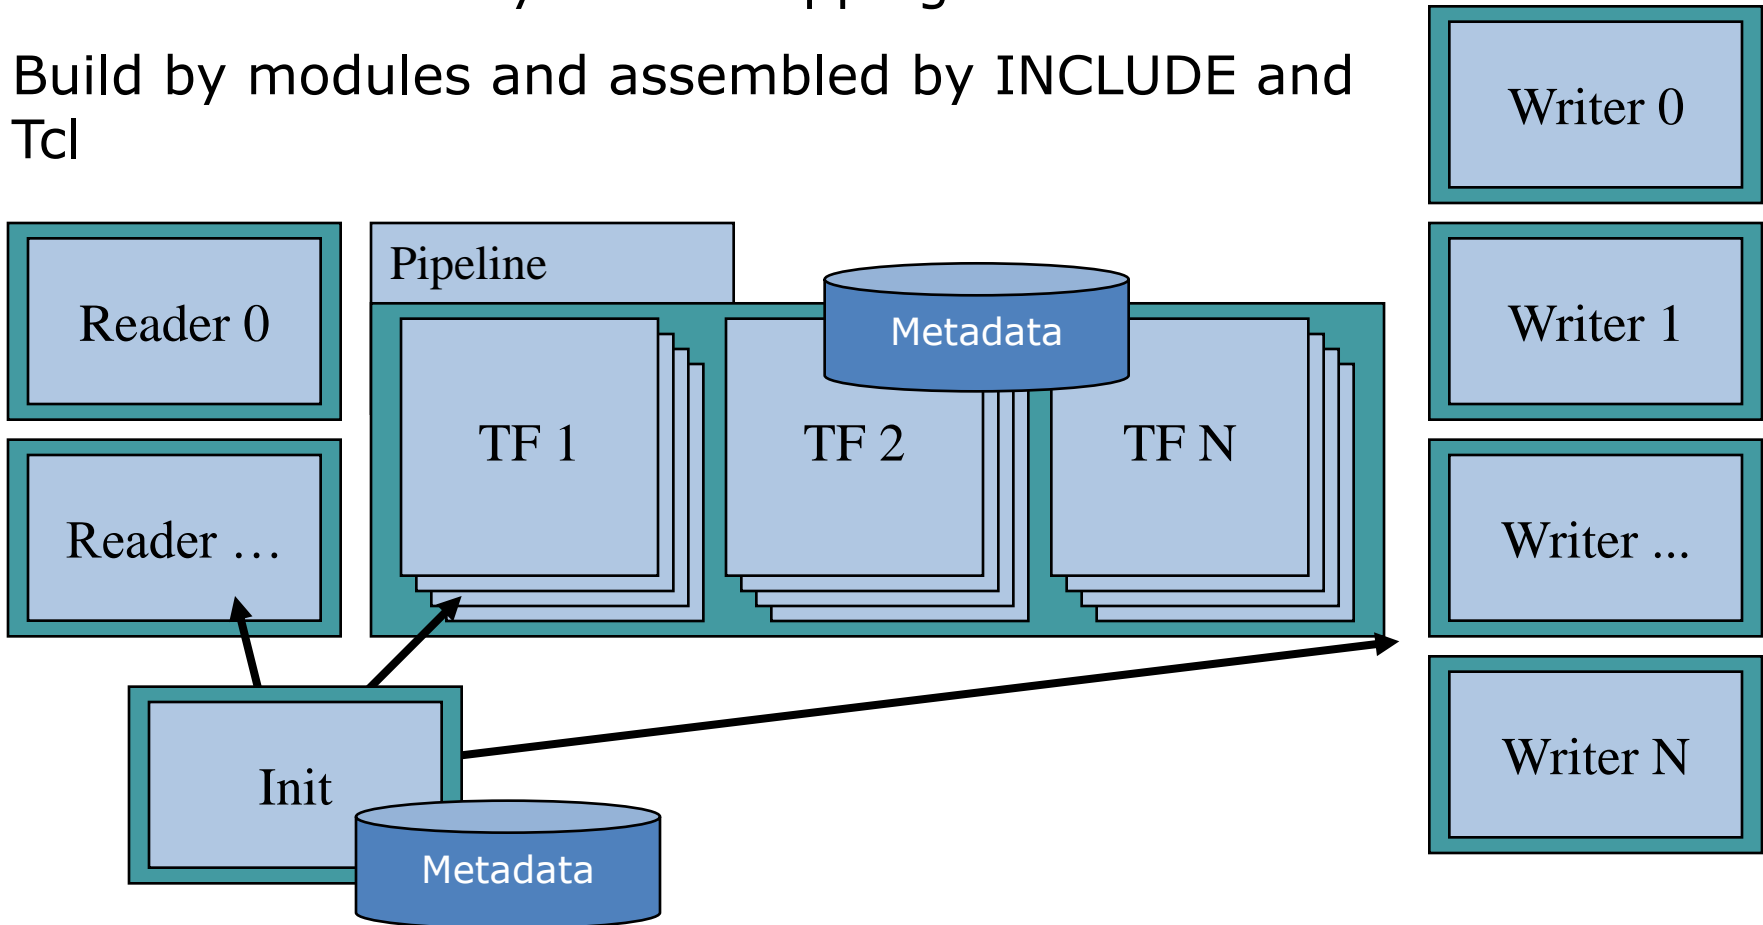 Build by modules and assembled by INCLUDE and
Tcl
Writer 0
Pipeline
Metadata
Reader 0
Writer 1
TF 1
TF 2
TF N
Reader …
Writer ...
Init
Writer N
Metadata